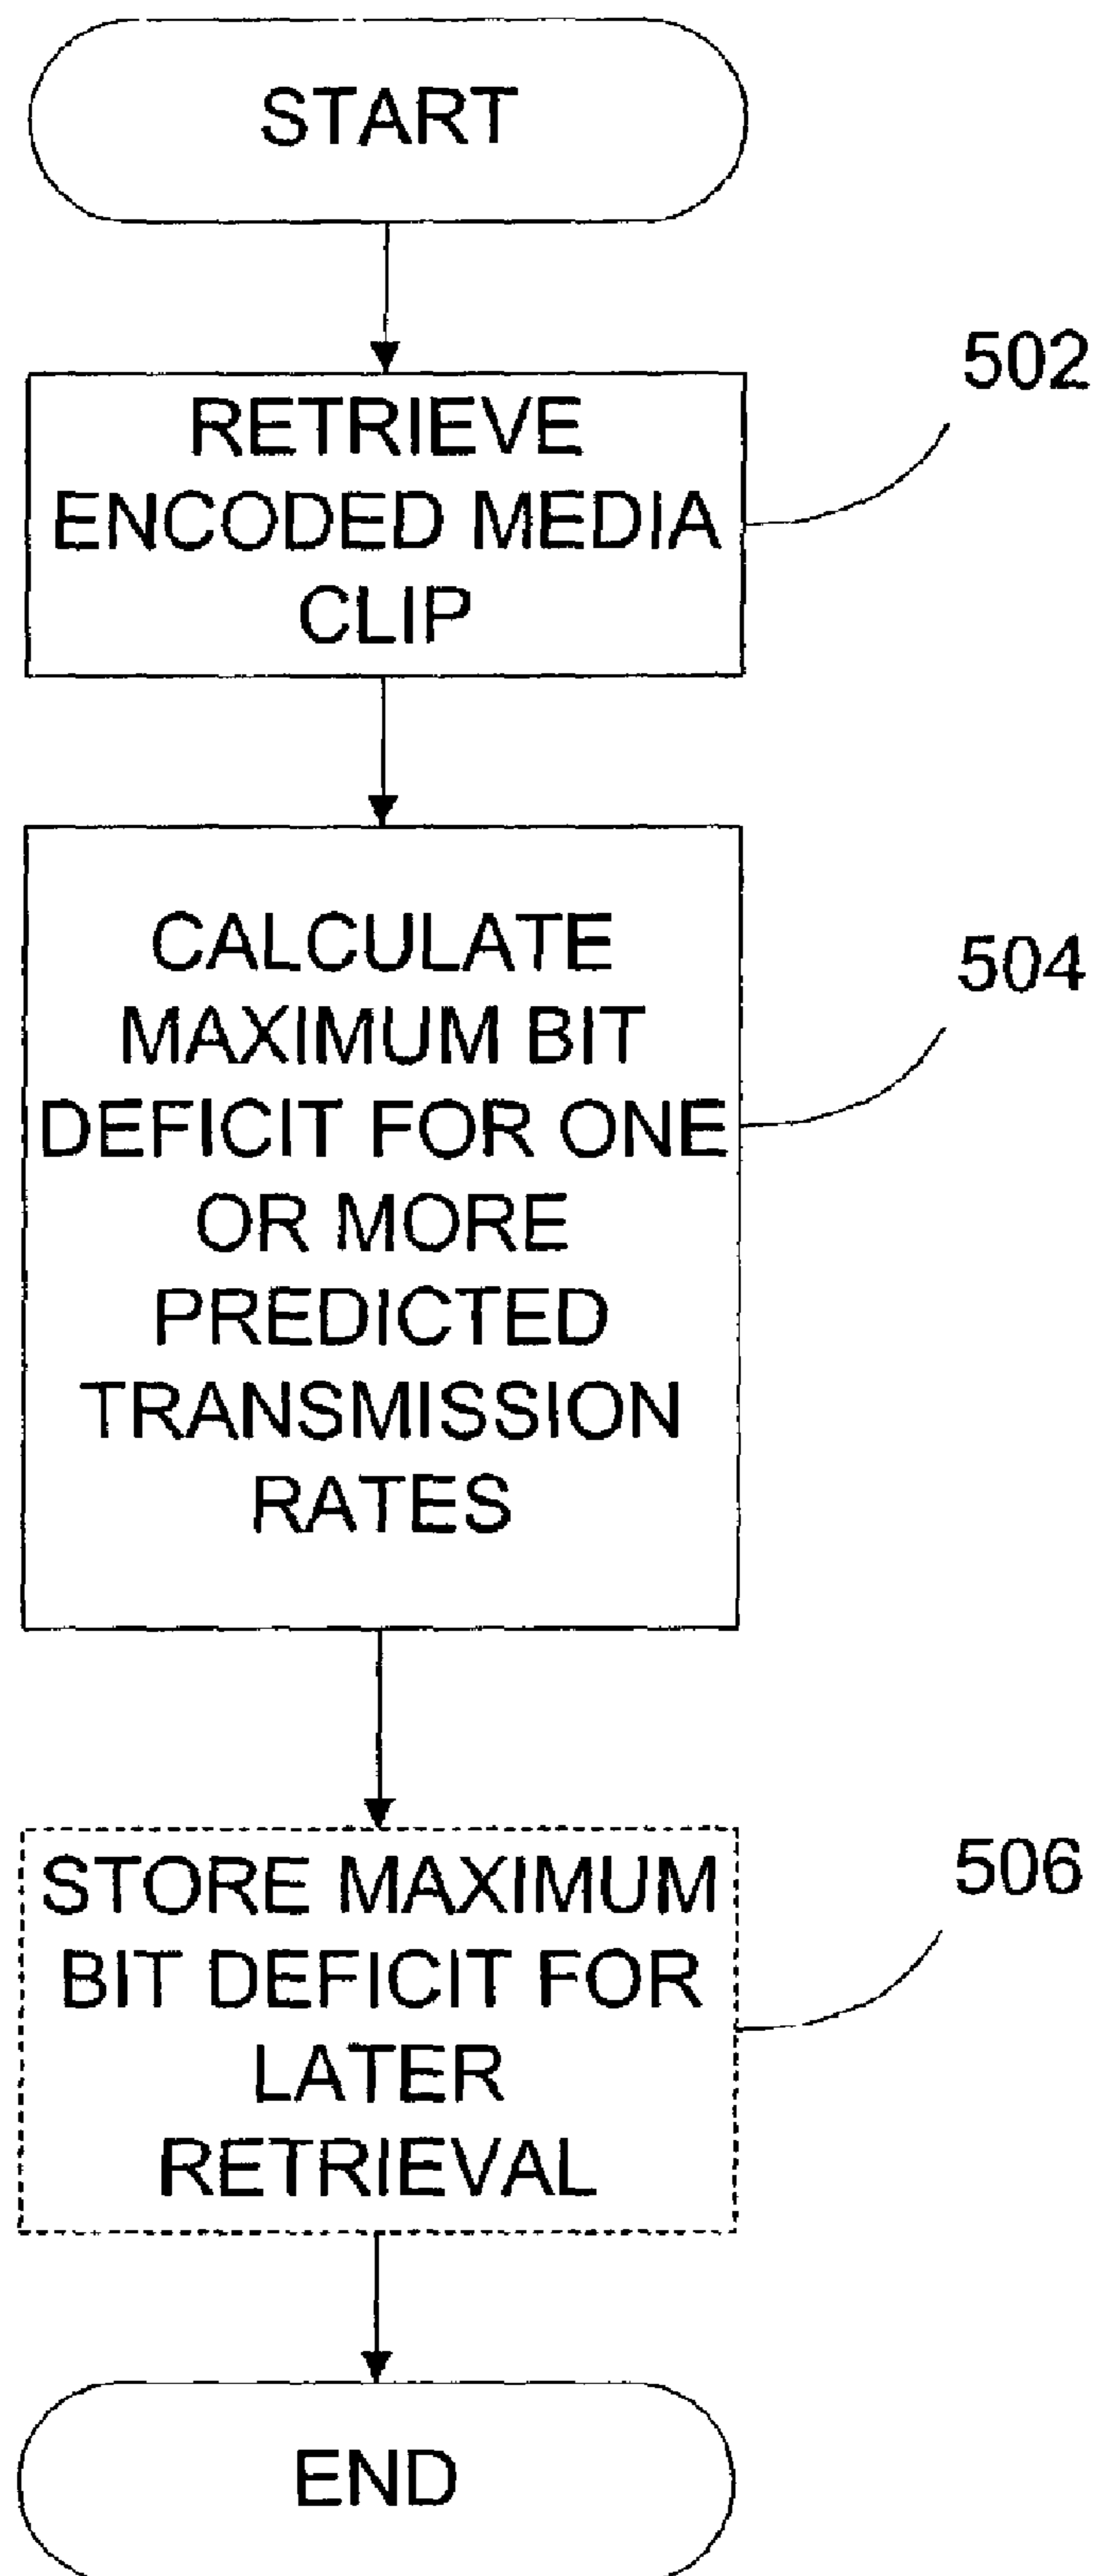 START
502
RETRIEVE
ENCODED MEDIA
CLIP
504
CALCULATE
MAXIMUM BIT
DEFICIT FOR ONE
OR MORE
PREDICTED
TRANSMISSION
RATES
506
STORE MAXIMUM
BIT DEFICIT FOR
LATER
RETRIEVAL
END